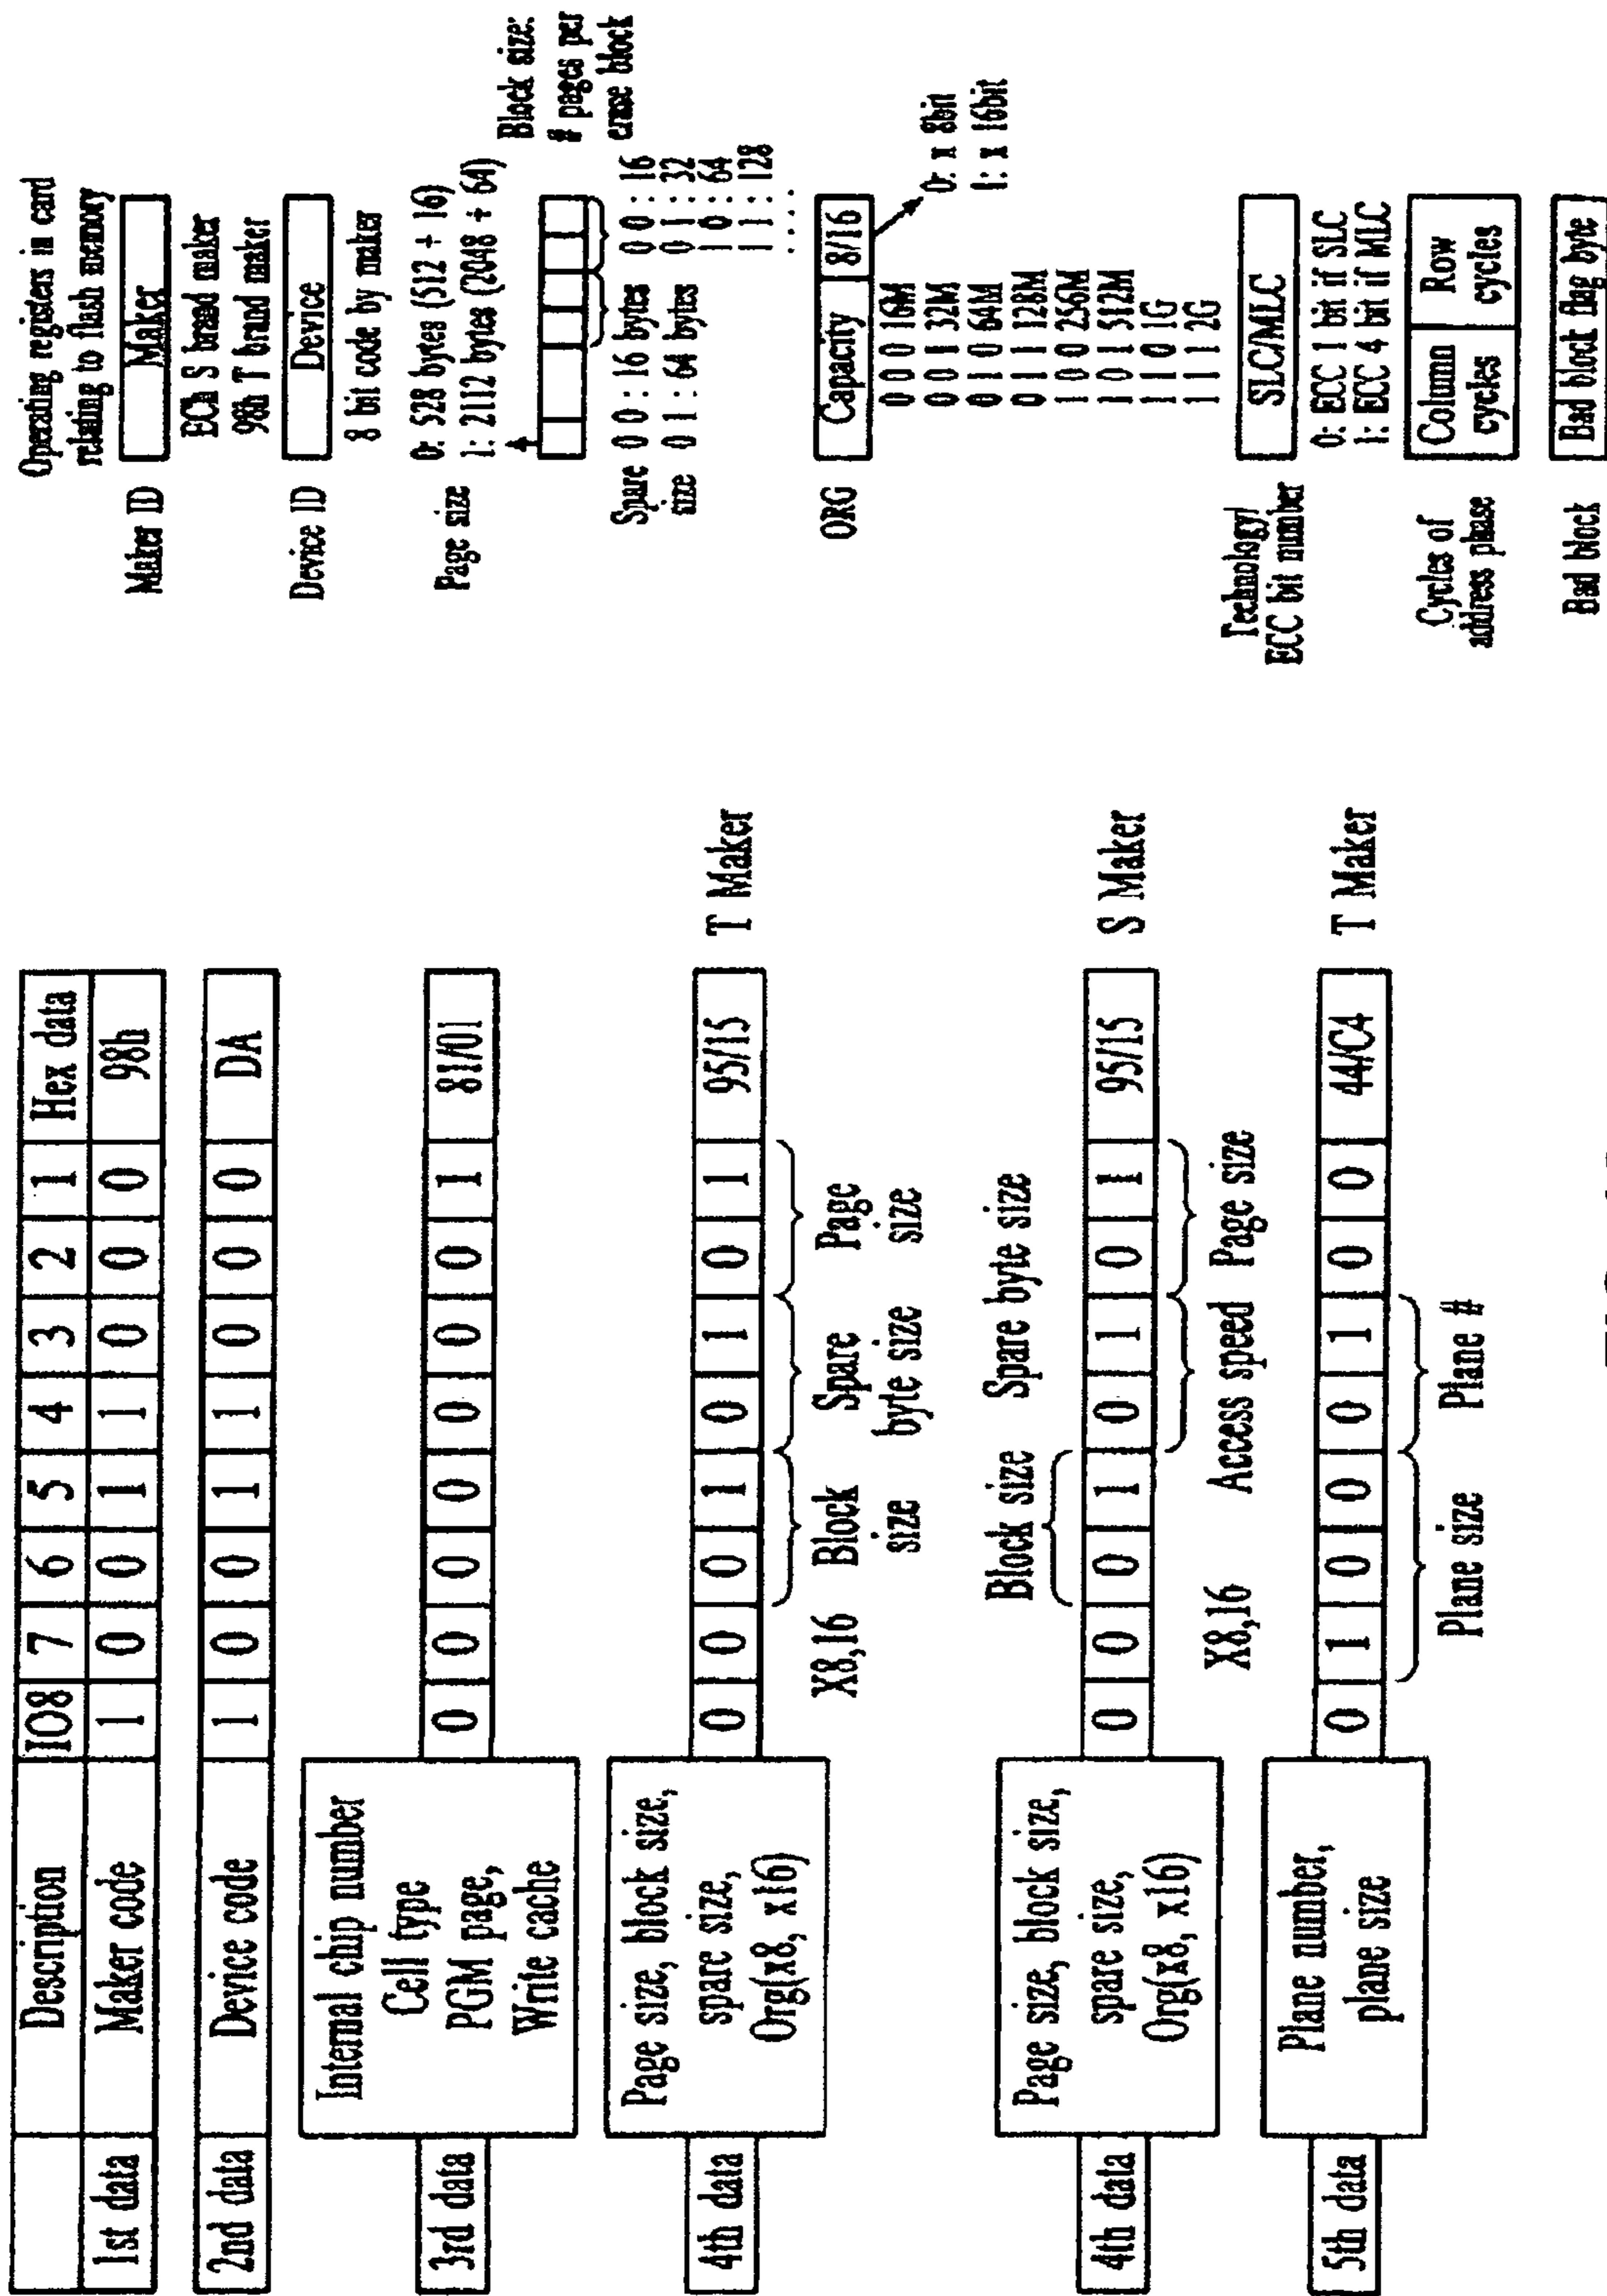 Description IO8 7 6 5 4 3 2 1 Hex data
1st data Maker code 1 0 0 1 1 0 0 0 98h
2nd data Device code 1 0 0 1 1 0 0 0 DA
3rd data
Internal chip number
Cell type
PGM page,
Write cache
0 0 0 0 0 0 0 1 81/01
4th data
Page size, block size,
spare size,
Org(x8, x16)
0 0 0 1 0 1 0 1 95/15 T Maker
X8,16
Block
size
Spare
byte size
Page
size
4th data
Page size, block size,
spare size,
Org(x8, x16)
Block size Spare byte size
0 0 0 1 0 1 0 1 95/15 S Maker
X8,16 Access speed Page size
5th data
Plane number,
plane size
0 1 0 0 0 1 0 0 44/C4 T Maker
Plane size Plane #
Operating registers in card
relating to flash memory
Maker ID Maker
ECh S brand maker
98h T brand maker
Device ID Device
8 bit code by maker
Page size
0: 528 bytes (512 + 16)
1: 2112 bytes (2048 + 64)
Block size:
# pages per
erase block
Spare
size
0 0 : 16 bytes
0 1 : 64 bytes
0 0 : 16
0 1 : 32
1 0 : 64
1 1 : 128
....
ORG Capacity 8/16
0: x 8bit
1: x 16bit
0 0 0 16M
0 0 1 32M
0 1 0 64M
0 1 1 128M
1 0 0 256M
1 0 1 512M
1 1 0 1G
1 1 1 2G
Technology/
ECC bit number
SLC/MLC
0: ECC 1 bit if SLC
1: ECC 4 bit if MLC
Cycles of
address phase
Column
cycles
Row
cycles
Bad block Bad block flag byte